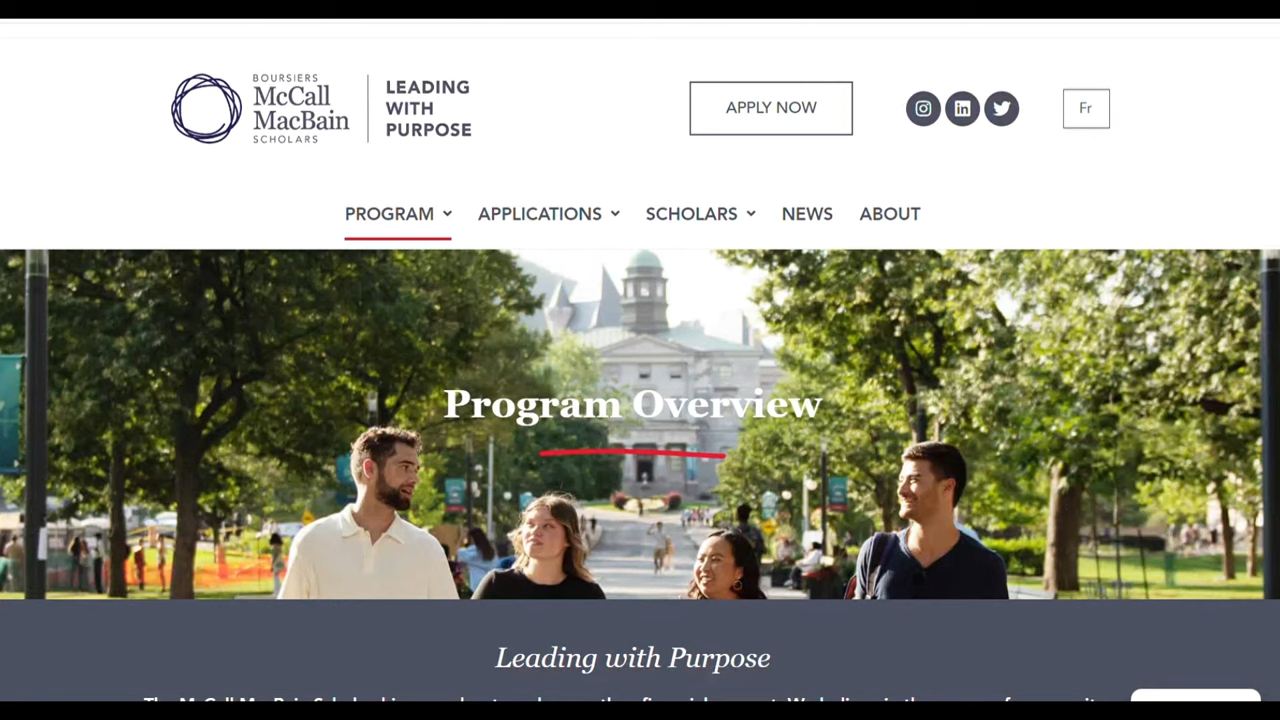 BOURSIERS
McCall
MacBain
SCHOLARS
LEADING
WITH
PURPOSE
APPLY NOW
Fr
PROGRAM
APPLICATIONS
SCHOLARS
NEWS
ABOUT
Program Overview
Leading with Purpose